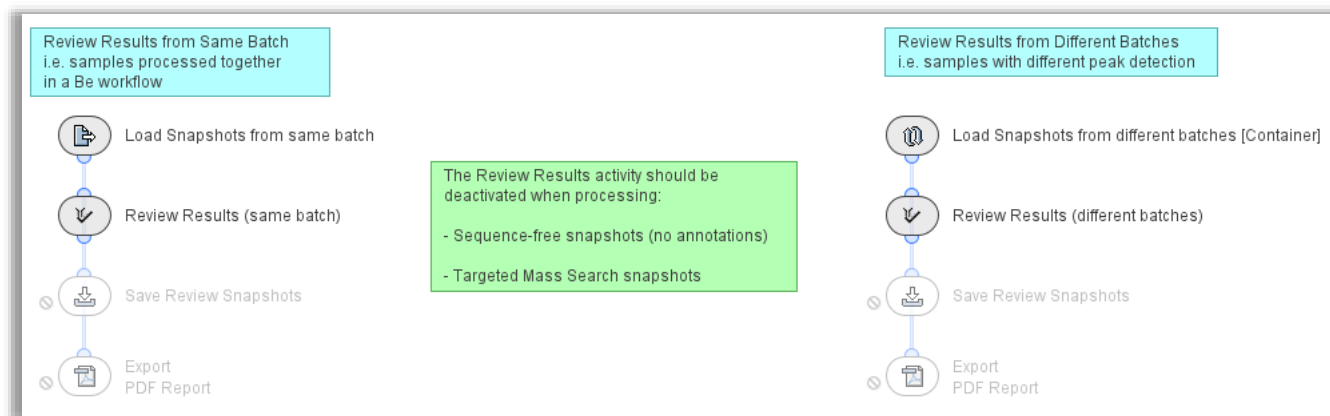 Review Results from Same Batch
i.e. samples processed together
in a Be workflow
Load Snapshots from same batch
Review Results (same batch)
Save Review Snapshots
Export
PDF Report
The Review Results activity should be
deactivated when processing:
- Sequence-free snapshots (no annotations)
- Targeted Mass Search snapshots
Review Results from Different Batches
i.e. samples with different peak detection
Load Snapshots from different batches [Container]
Review Results (different batches)
Save Review Snapshots
Export
PDF Report